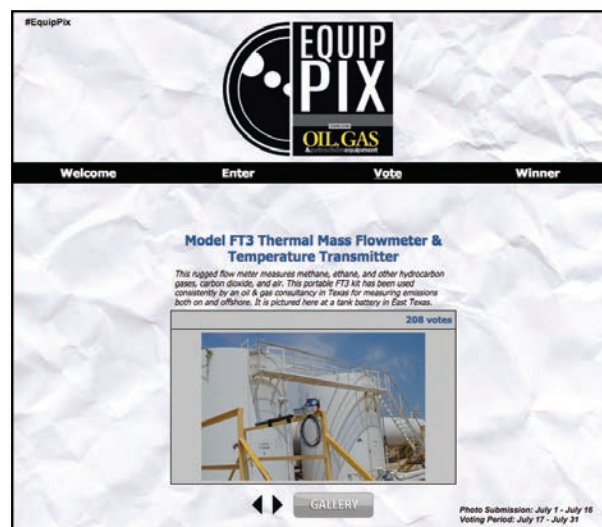 #EquipPix
EQUIP
PIX
OIL, GAS
& petrochem equipment
Welcome Enter Vote Winner
Model FT3 Thermal Mass Flowmeter &
Temperature Transmitter
This rugged flow meter measures methane, ethane, and other hydrocarbon
gases, carbon dioxide, and air. This portable FT3 kit has been used
consistently by an oil & gas consultancy in Texas for measuring emissions
both on and offshore. It is pictured here at a tank battery in East Texas.
208 votes
GALLERY
Photo Submission: July 1 - July 16
Voting Period: July 17 - July 31